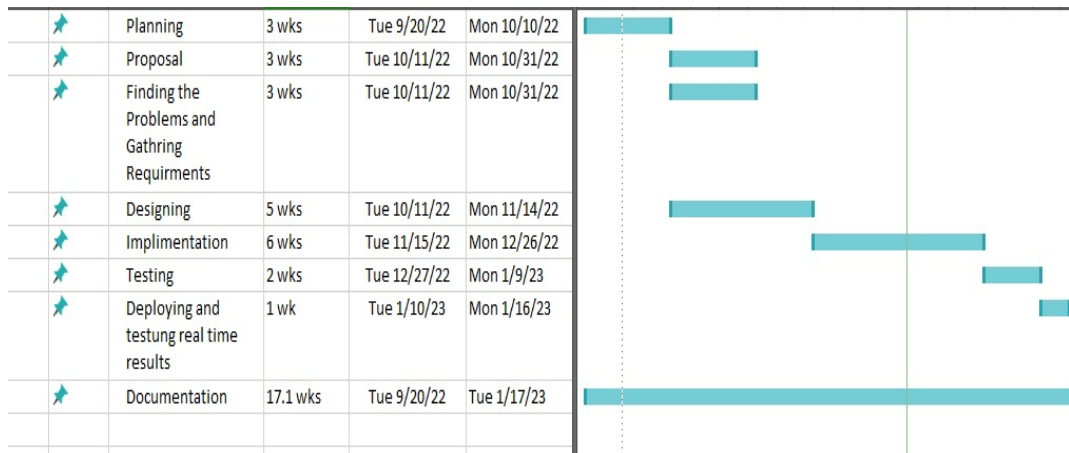 Planning 3 wks Tue 9/20/22 Mon 10/10/22
Proposal 3 wks Tue 10/11/22 Mon 10/31/22
Finding the 3 wks Tue 10/11/22 Mon 10/31/22
Problems and
Gathring
Requirments
Designing 5 wks Tue 10/11/22 Mon 11/14/22
Implimentation 6 wks Tue 11/15/22 Mon 12/26/22
Testing 2 wks Tue 12/27/22 Mon 1/9/23
Deploying and 1 wk Tue 1/10/23 Mon 1/16/23
testung real time
results
Documentation 17.1 wks Tue 9/20/22 Tue 1/17/23